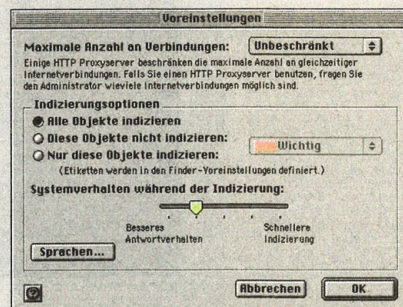 Voreinstellungen
Maximale Anzahl an Verbindungen: Unbeschränkt
Einige HTTP Proxyserver beschränken die maximale Anzahl an gleichzeitiger
Internetverbindungen. Falls Sie einen HTTP Proxyserver benutzen, fragen Sie
den Administrator wieviele Internetverbindungen möglich sind.
Indizierungsoptionen
Alle Objekte indizieren
Diese Objekte nicht indizieren:
Wichtig
Nur diese Objekte indizieren:
(Etiketten werden in den Finder-Voreinstellungen definiert.)
Systemverhalten während der Indizierung:
Besseres
Antwortverhalten
Schnellere
Indizierung
Sprachen...
?
Abbrechen
OK